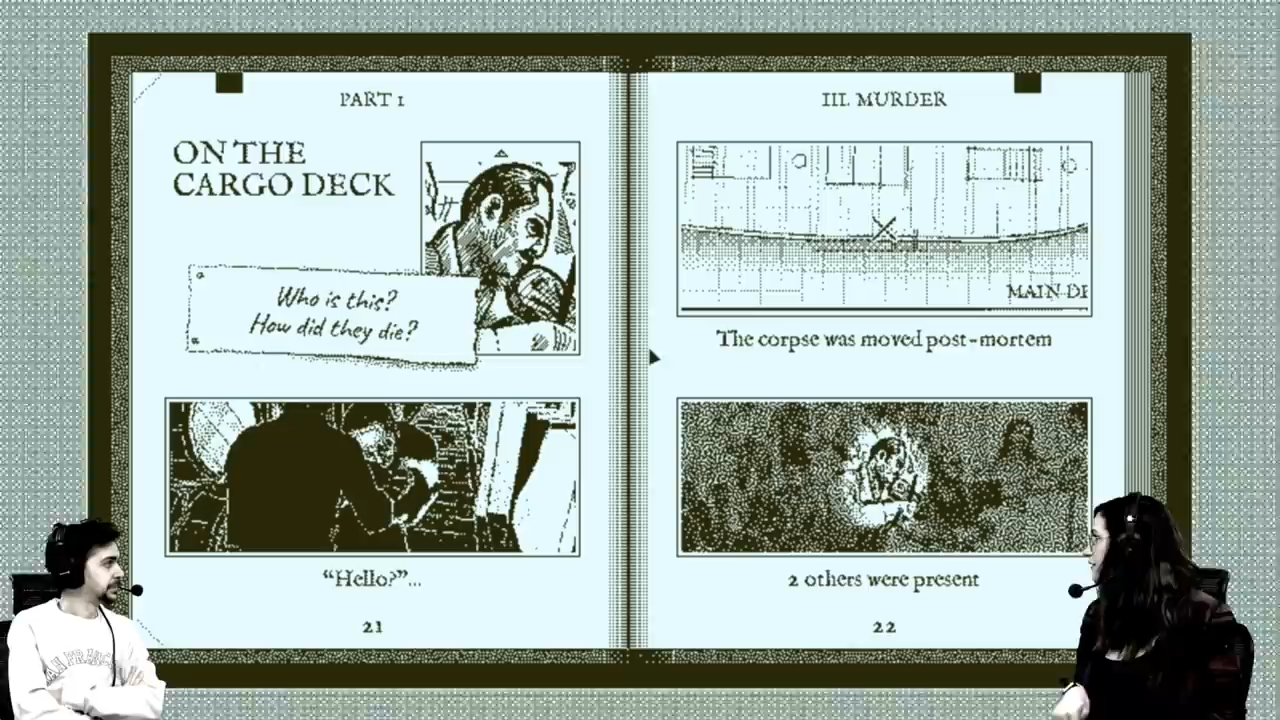 PART 1
ON THE
CARGO DECK
Who is this?
How did they die?
"Hello?"...
21
III. MURDER
MAIN
The corpse was moved post-mortem
2 others were present
22